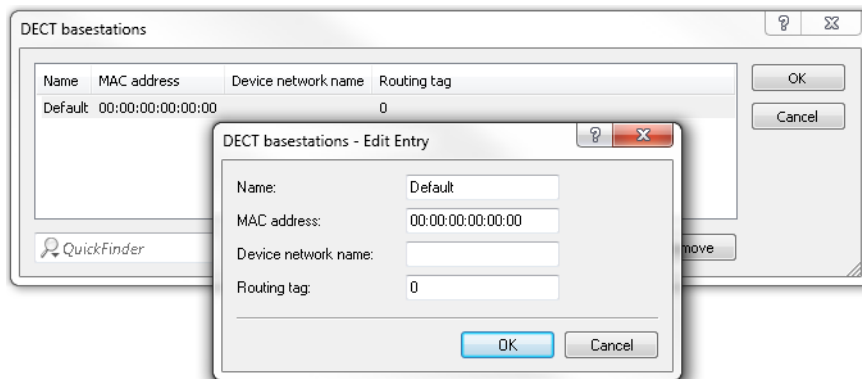 DECT basestations
Name MAC address Device network name Routing tag
OK
Default 00:00:00:00:00:00 0
Cancel
DECT basestations - Edit Entry
Name: Default
MAC address: 00:00:00:00:00:00
Device network name:
Routing tag: 0
OK Cancel
QuickFinder